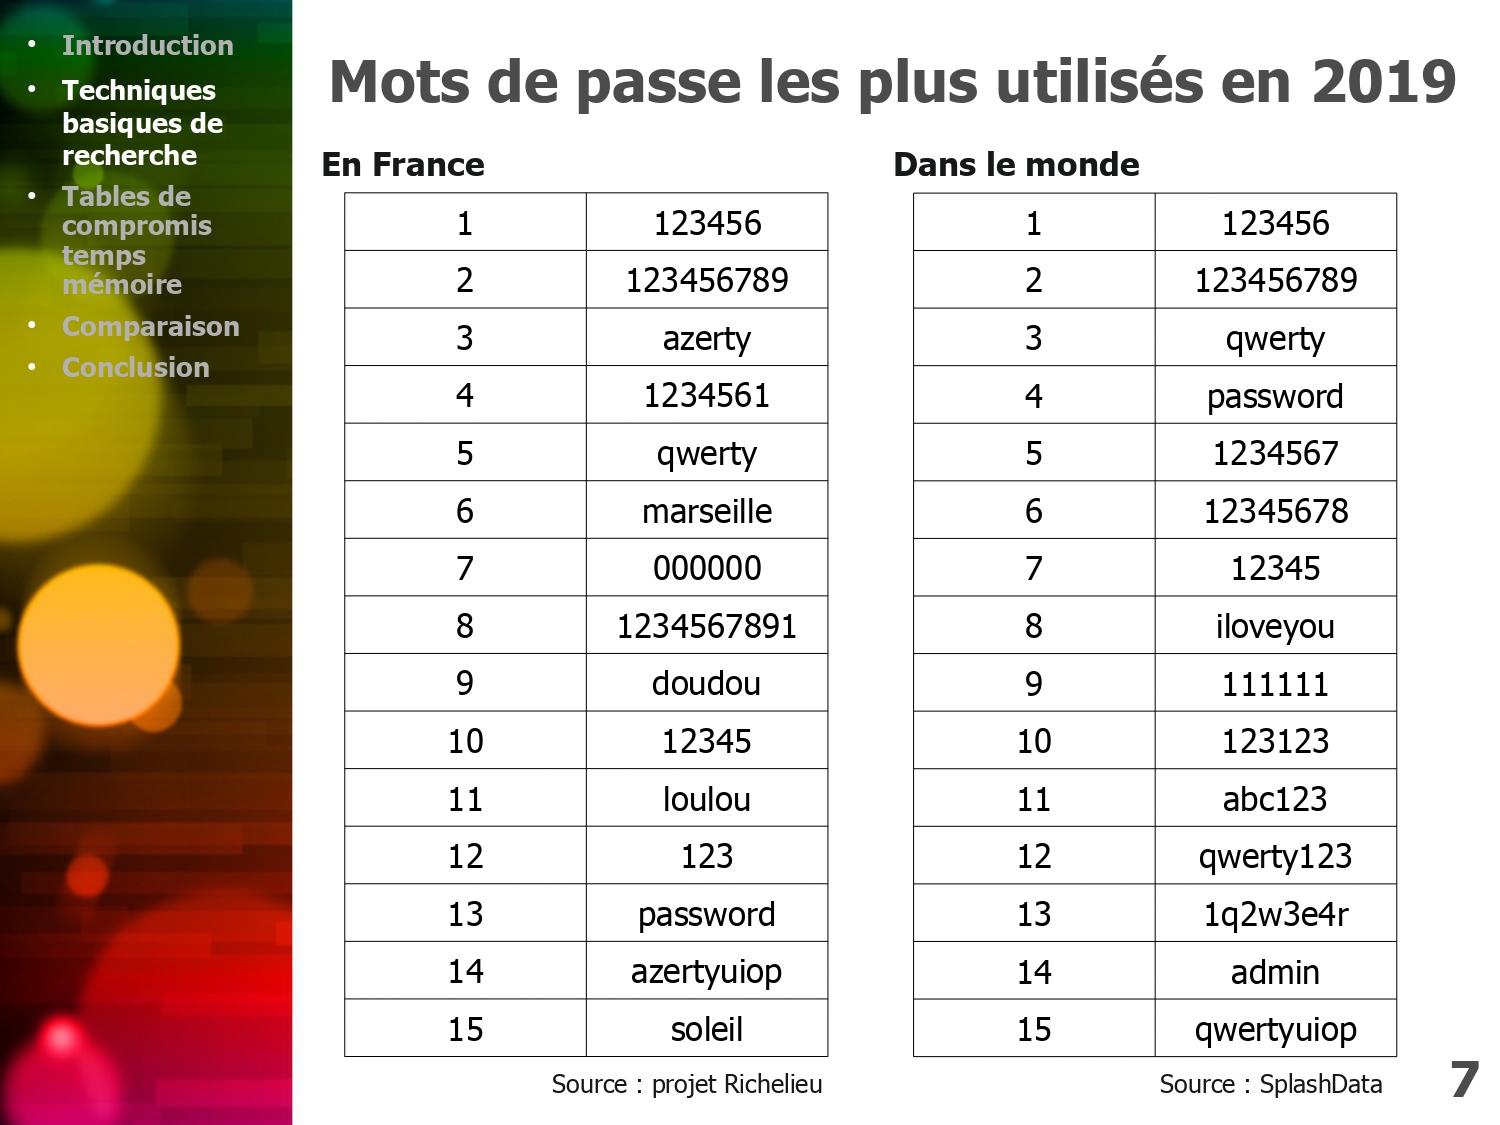 • Introduction
• Techniques
basiques de
recherche
• Tables de
compromis
temps
mémoire
• Comparaison
• Conclusion
Mots de passe les plus utilisés en 2019
En France
1 123456
2 123456789
3 azerty
4 1234561
5 qwerty
6 marseille
7 000000
8 1234567891
9 doudou
10 12345
11 loulou
12 123
13 password
14 azertyuiop
15 soleil
Source : projet Richelieu
Dans le monde
1 123456
2 123456789
3 qwerty
4 password
5 1234567
6 12345678
7 12345
8 iloveyou
9 111111
10 123123
11 abc123
12 qwerty123
13 1q2w3e4r
14 admin
15 qwertyuiop
Source : SplashData
7